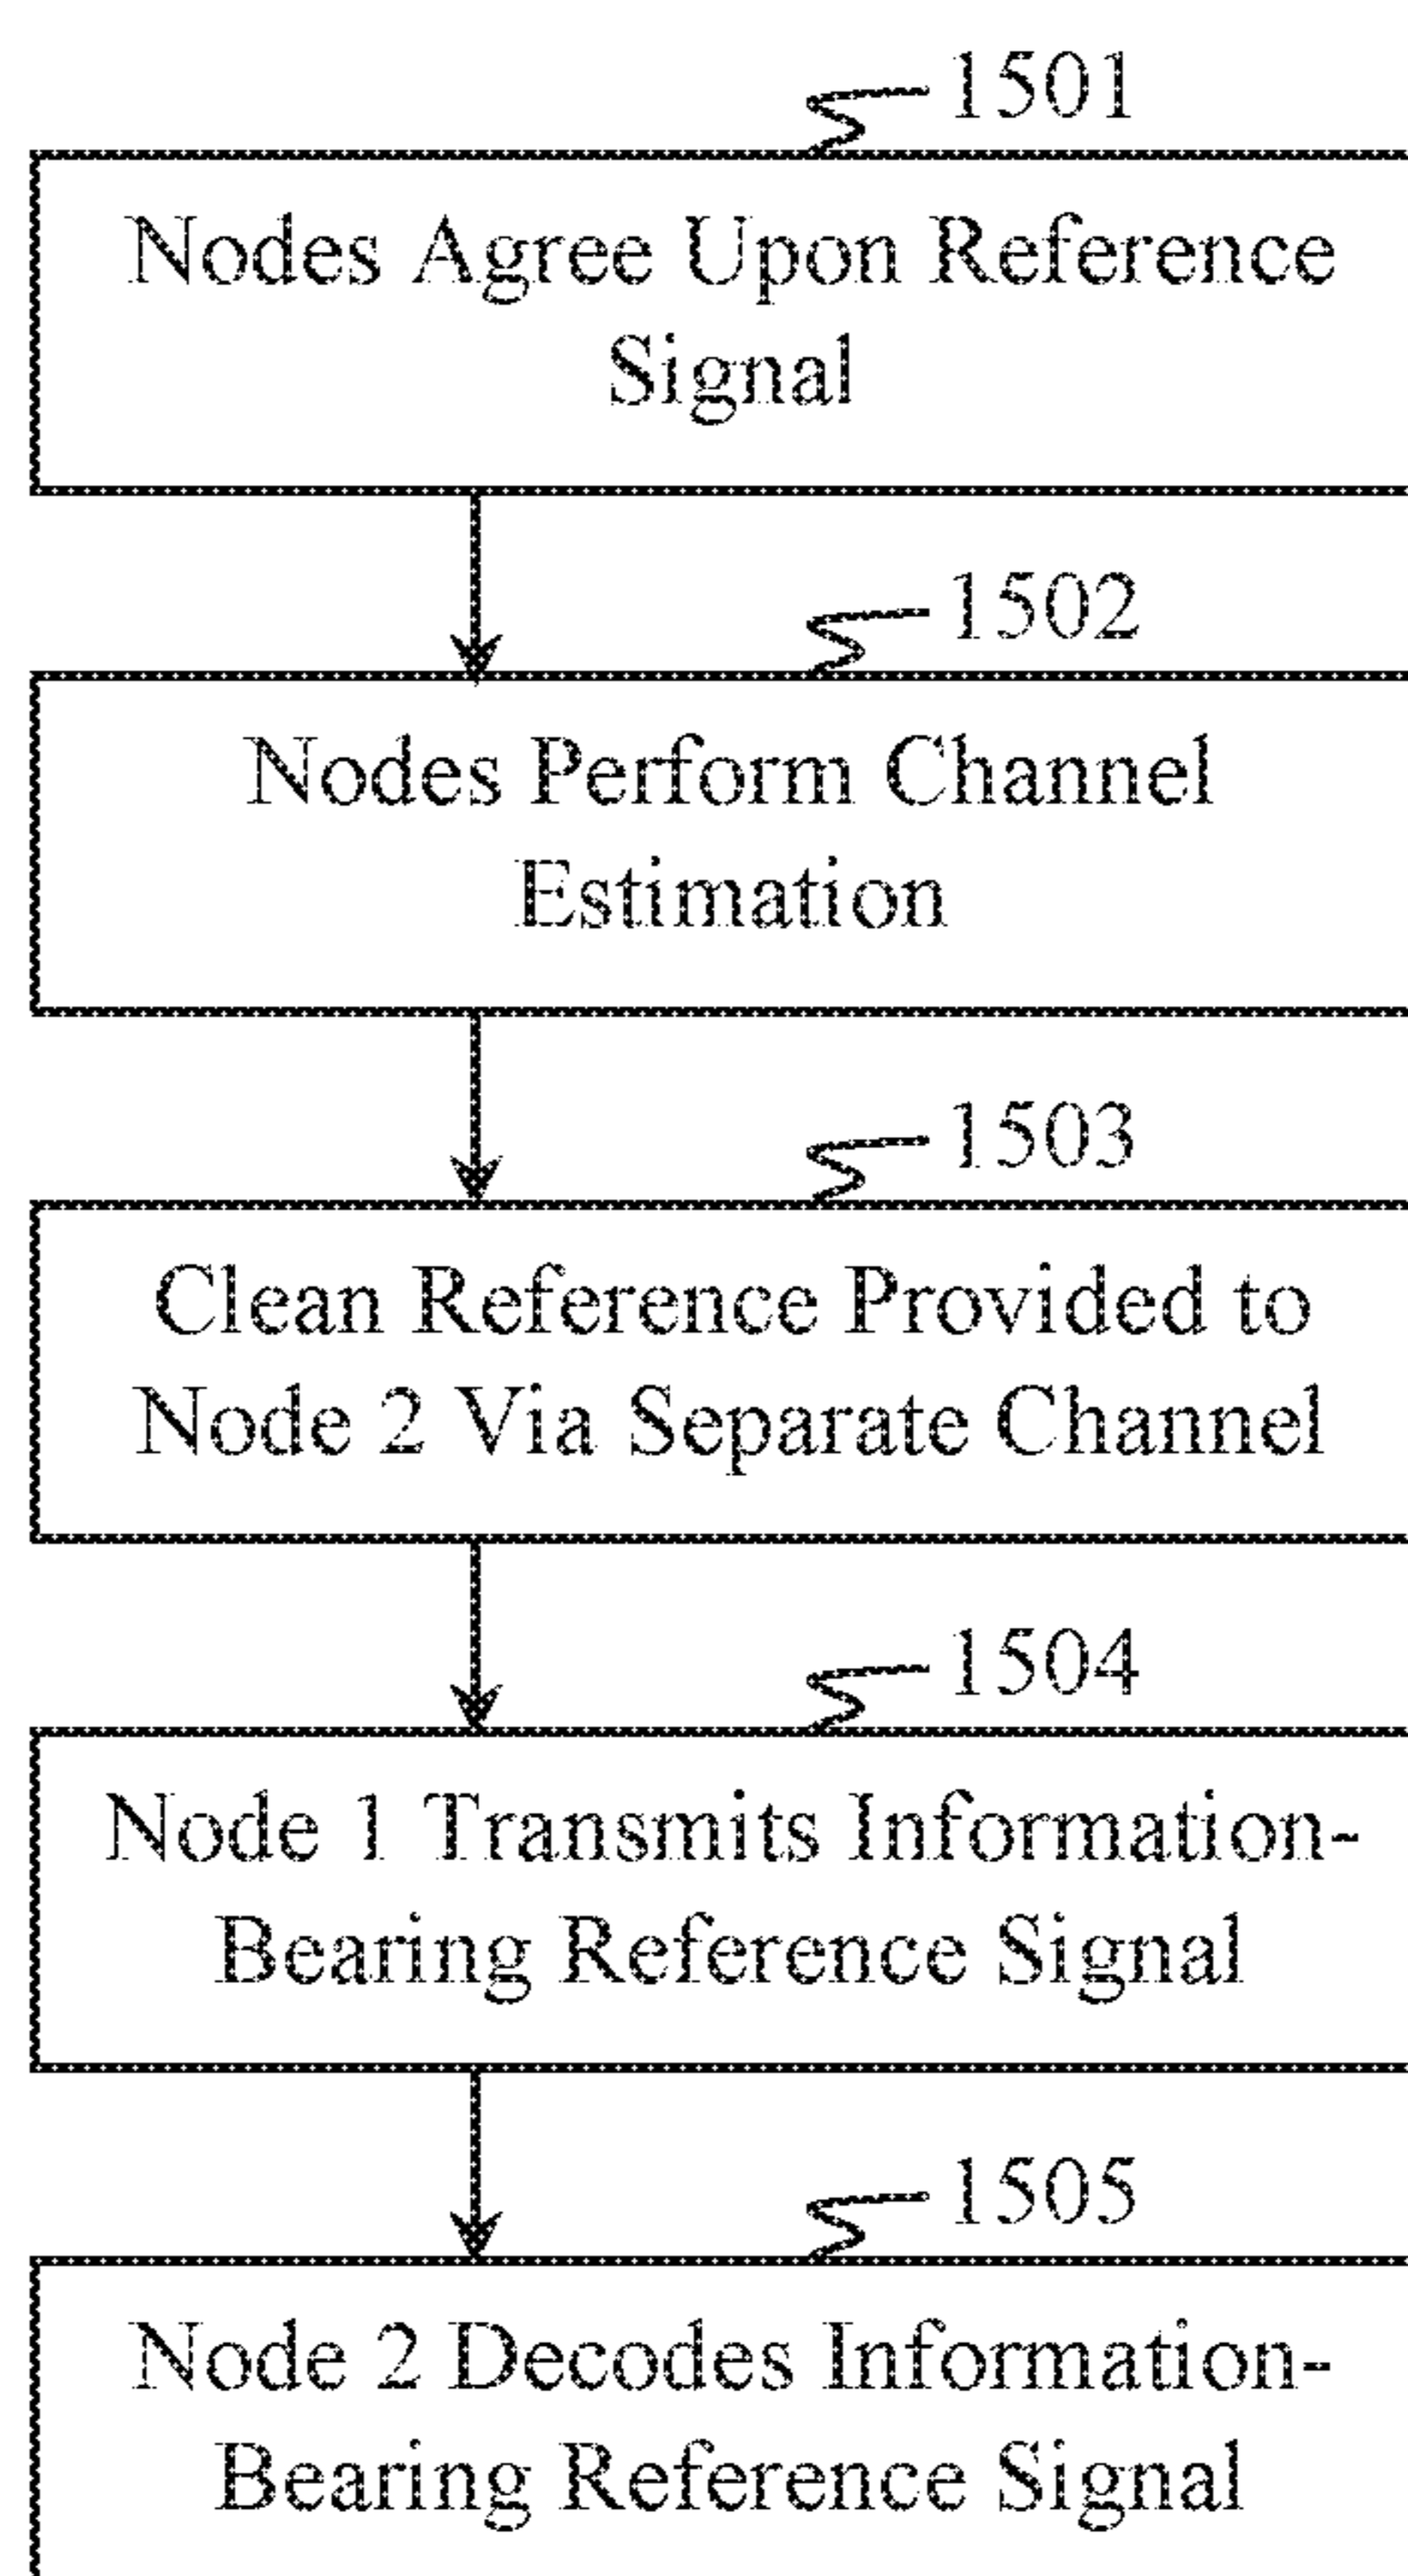 1501
Nodes Agree Upon Reference
Signal
1502
Nodes Perform Channel
Estimation
1503
Clean Reference Provided to
Node 2 Via Separate Channel
1504
Node 1 Transmits Information-
Bearing Reference Signal
1505
Node 2 Decodes Information-
Bearing Reference Signal